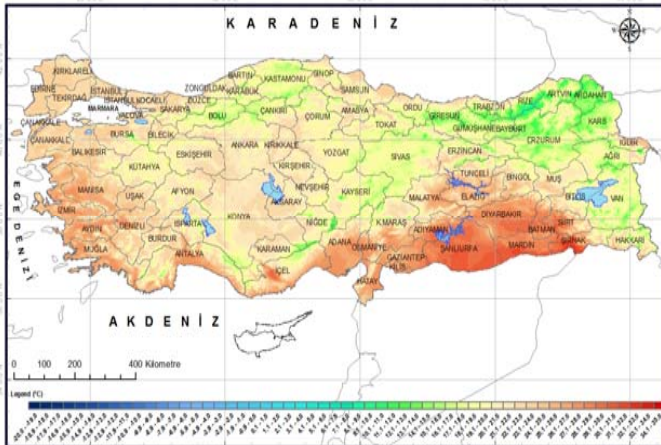 KARADENİZ
KIRKLARELİ
EDİRNE
TEKİRDAĞ
İSTANBUL
İSTANBUL
KOCAELİ
MARMARA
YALOVA
SAKARYA
DÜZCE
ZONGULDAK
BARTIN
KARABÜK
KASTAMONU
SİNOP
SAMSUN
ORDU
GİRESUN
TRABZON
RİZE
ARTVİN
ARDAHAN
ÇANAKKALE
ÇANAKKALE
BALIKESİR
BURSA
BİLECİK
BOLU
ÇANKIRI
ÇORUM
AMASYA
TOKAT
GÜMÜŞHANE
BAYBURT
ERZURUM
KARS
IĞDIR
AĞRI
KÜTAHYA
ESKİŞEHİR
ANKARA
KIRIKKALE
YOZGAT
SİVAS
ERZİNCAN
TUNCELİ
BİNGÖL
MUŞ
BİTLİS
VAN
MANİSA
UŞAK
AFYON
KIRŞEHİR
NEVŞEHİR
AKSARAY
KAYSERİ
MALATYA
ELAZIĞ
DİYARBAKIR
İZMİR
AYDIN
DENİZLİ
ISPARTA
KONYA
NİĞDE
K.MARAŞ
ADIYAMAN
BATMAN
SİİRT
HAKKARİ
MUĞLA
BURDUR
ANTALYA
KARAMAN
İÇEL
ADANA
OSMANİYE
GAZİANTEP
KİLİS
ŞANLIURFA
MARDİN
ŞIRNAK
HATAY
EGE DENİZİ
AKDENİZ
0 100 200 400 Kilometre
Legend (°C)